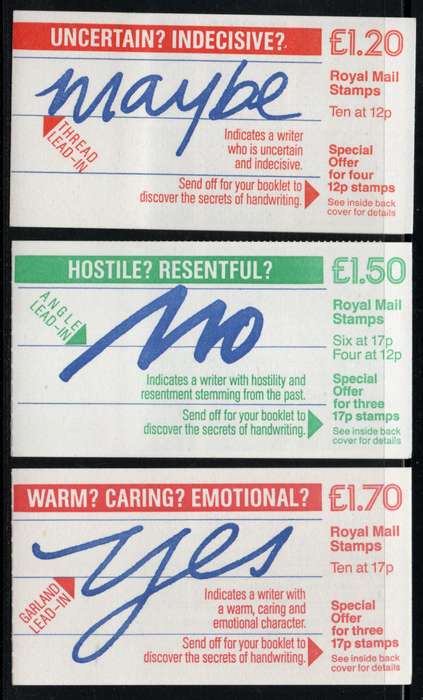 UNCERTAIN? INDECISIVE?
£1.20
maybe
Royal Mail
Stamps
Ten at 12p
THREAD
LEAD-IN
Indicates a writer
who is uncertain
and indecisive.
Special
Offer
for four
12p stamps
Send off for your booklet to
discover the secrets of handwriting.
See inside back
cover for details
HOSTILE? RESENTFUL?
£1.50
ANGLE
LEAD-IN
no
Royal Mail
Stamps
Six at 17p
Four at 12p
Indicates a writer with hostility and
resentment stemming from the past.
Special
Offer
for three
17p stamps
Send off for your booklet to
discover the secrets of handwriting.
See inside back
cover for details
WARM? CARING? EMOTIONAL?
£1.70
yes
Royal Mail
Stamps
Ten at 17p
GARLAND
LEAD-IN
Indicates a writer with
a warm, caring and
emotional character.
Special
Offer
for three
17p stamps
Send off for your booklet to
discover the secrets of handwriting.
See inside back
cover for details